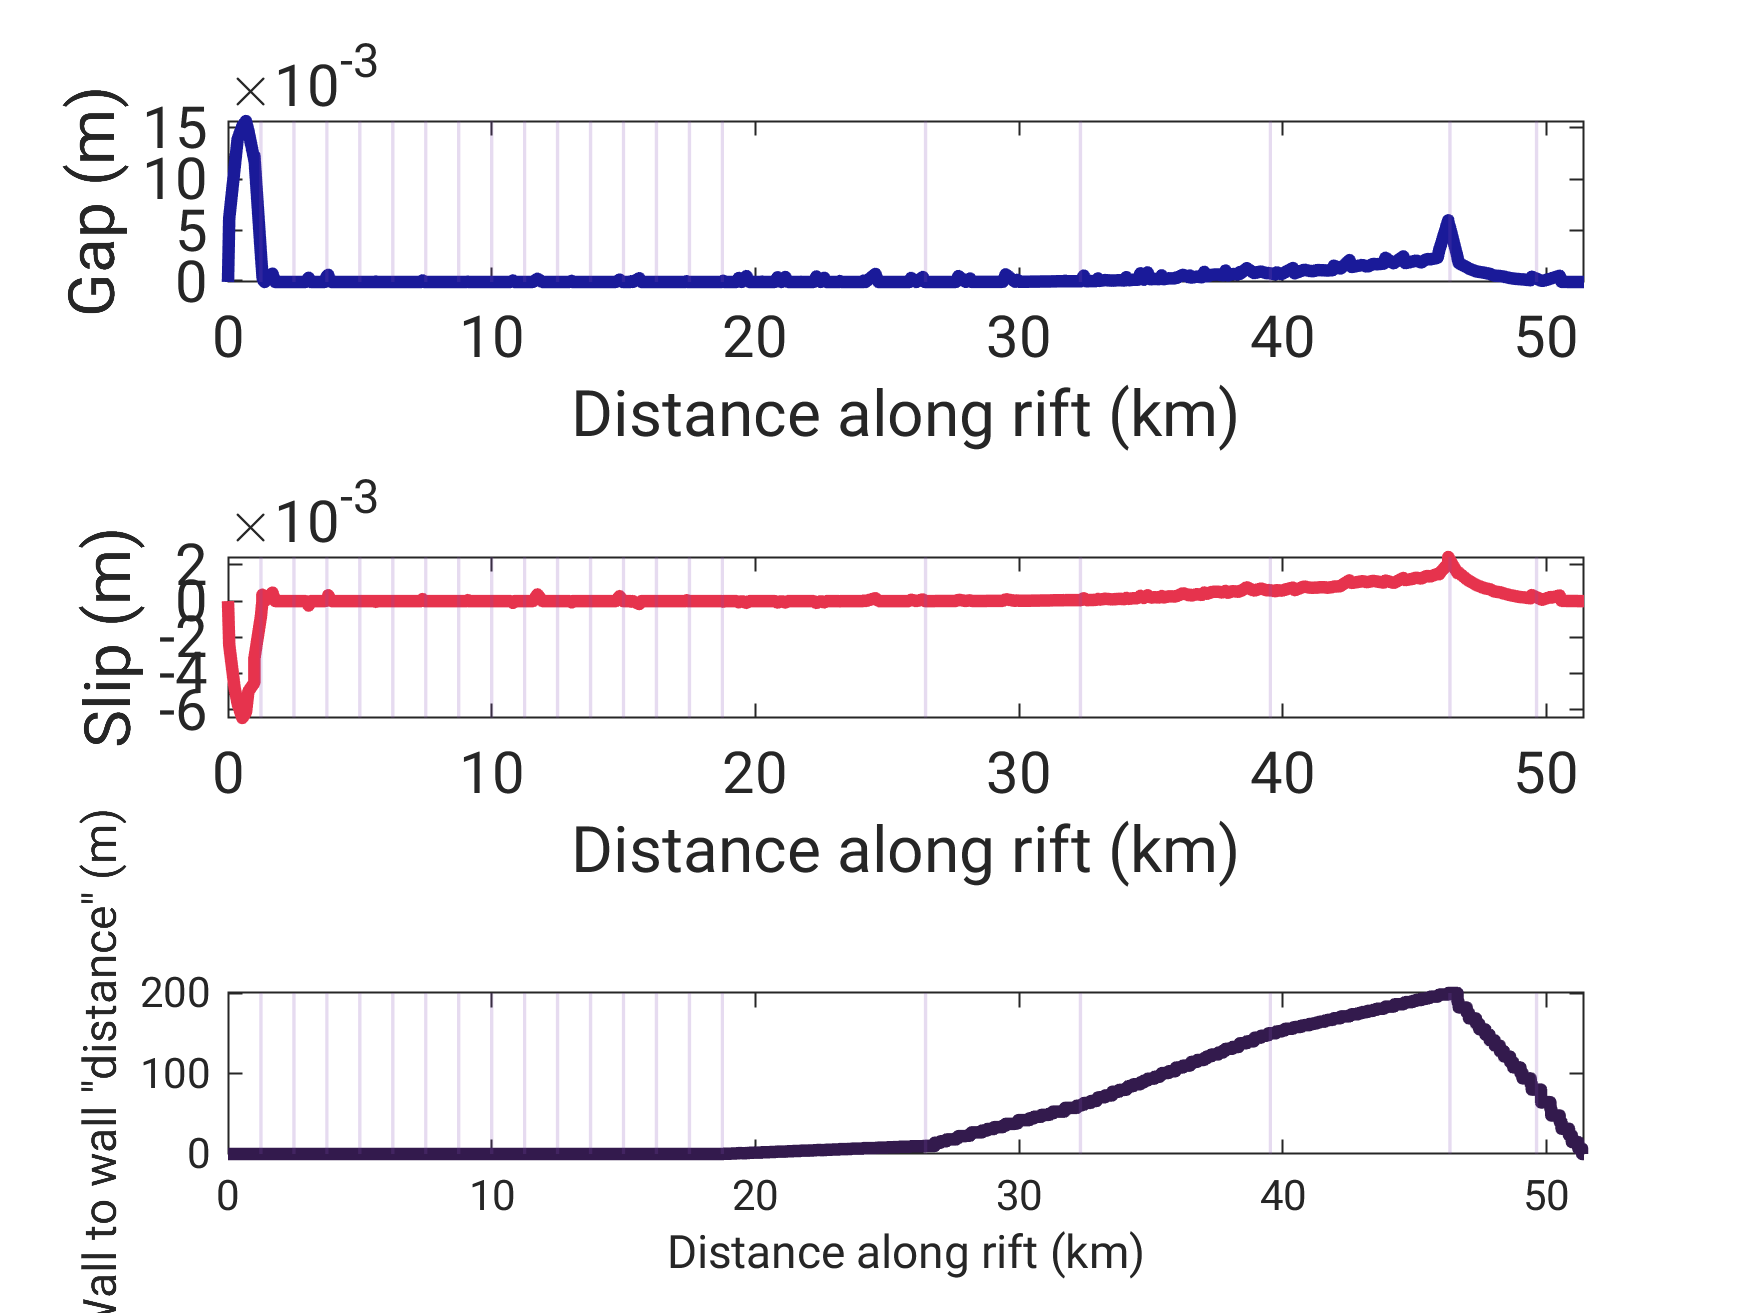 ×10-3
Gap (m)
15
10
5
0
0 10 20 30 40 50
Distance along rift (km)
×10-3
Slip (m)
2
0
-2
-4
-6
0 10 20 30 40 50
Distance along rift (km)
Wall to wall "distance" (m)
200
100
0
0 10 20 30 40 50
Distance along rift (km)